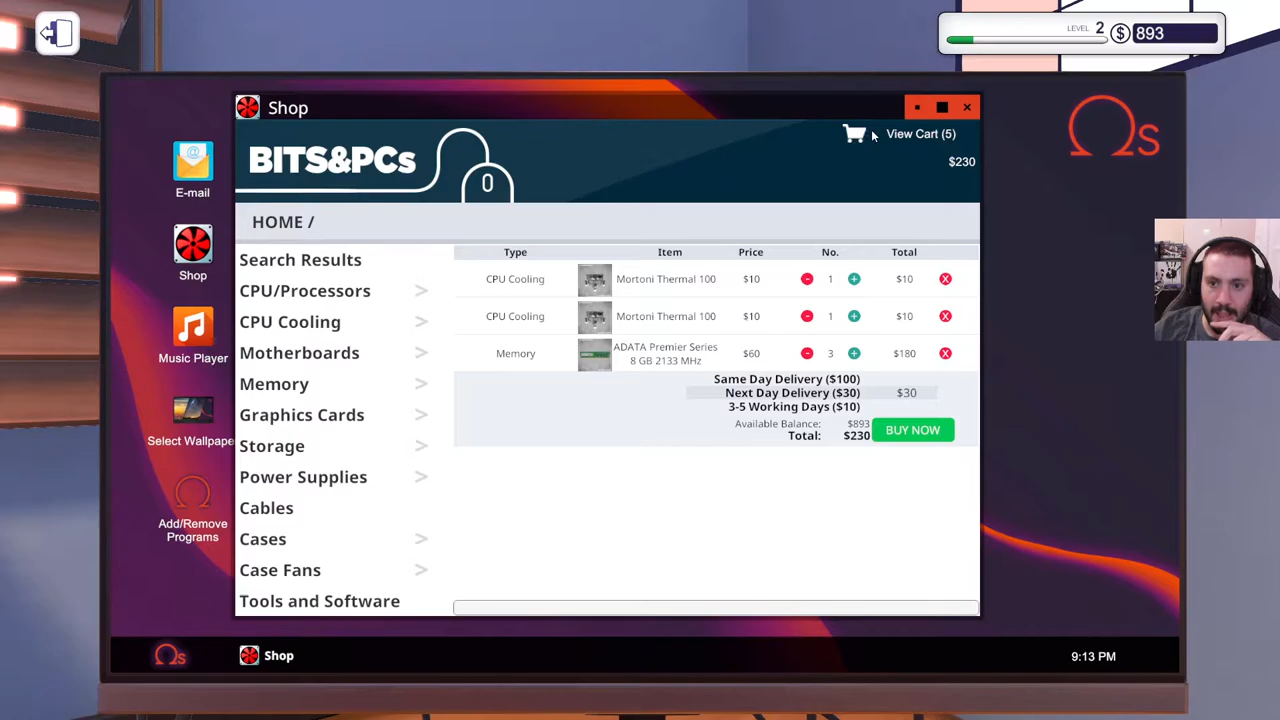 LEVEL 2 $ 893
Shop
BITS&PCs
View Cart (5)
$230
HOME /
E-mail
Shop
Music Player
Select Wallpape
Add/Remove
Programs
Search Results
CPU/Processors >
CPU Cooling >
Motherboards >
Memory >
Graphics Cards >
Storage >
Power Supplies >
Cables
Cases >
Case Fans >
Tools and Software
Type Item Price No. Total
CPU Cooling Mortoni Thermal 100 $10 - 1 + $10 X
CPU Cooling Mortoni Thermal 100 $10 - 1 + $10 X
Memory ADATA Premier Series
8 GB 2133 MHz $60 - 3 + $180 X
Same Day Delivery ($100)
Next Day Delivery ($30) $30
3-5 Working Days ($10)
Available Balance: $893
Total: $230 BUY NOW
Ωs
Ωs Shop 9:13 PM